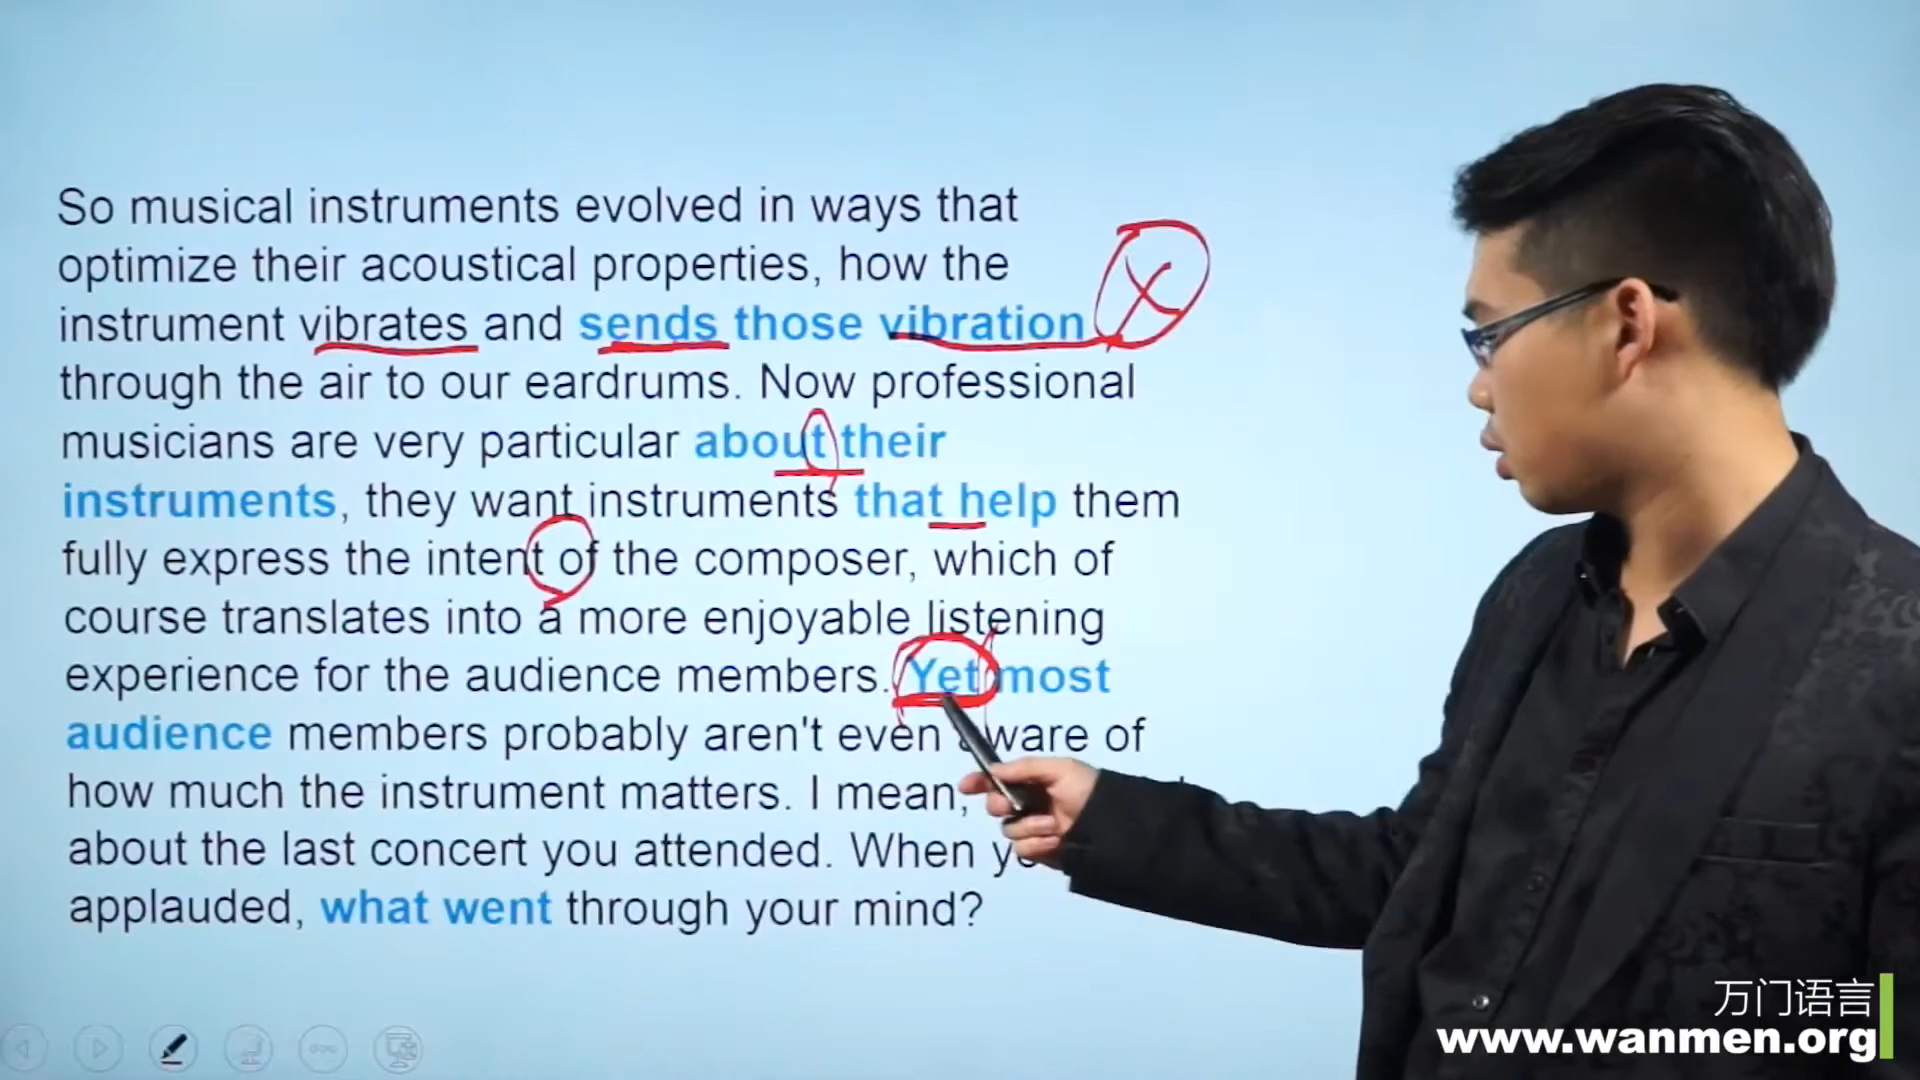 So musical instruments evolved in ways that
optimize their acoustical properties, how the
instrument vibrates and sends those vibration
through the air to our eardrums. Now professional
musicians are very particular about their
instruments, they want instruments that help them
fully express the intent of the composer, which of
course translates into a more enjoyable listening
experience for the audience members. Yet most
audience members probably aren't even aware of
how much the instrument matters. I mean,
about the last concert you attended. When
applauded, what went through your mind?
万门语言
www.wanmen.org